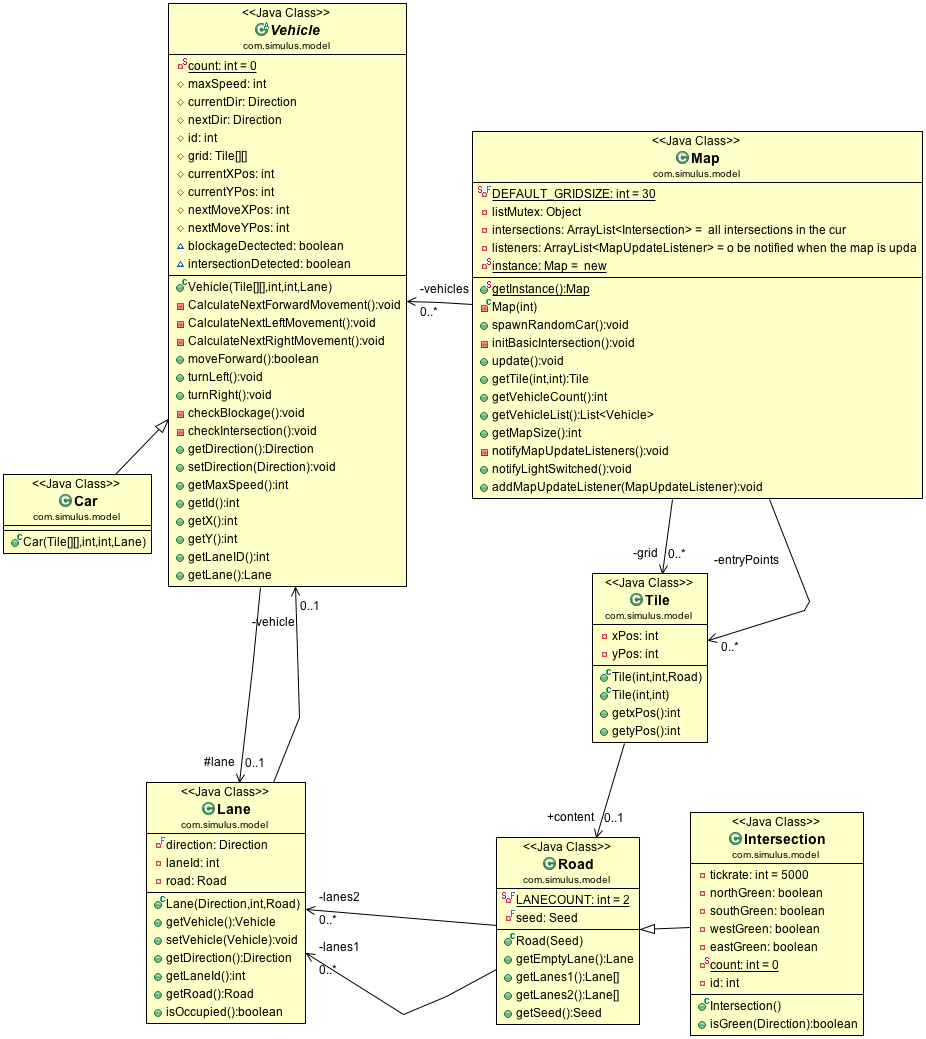 <<Java Class>>
Vehicle
com.simulus.model
count: int = 0
maxSpeed: int
currentDir: Direction
nextDir: Direction
id: int
grid: Tile[][]
currentXPos: int
currentYPos: int
nextMoveXPos: int
nextMoveYPos: int
blockageDectected: boolean
intersectionDetected: boolean
Vehicle(Tile[][],int,int,Lane)
CalculateNextForwardMovement():void
CalculateNextLeftMovement():void
CalculateNextRightMovement():void
moveForward():boolean
turnLeft():void
turnRight():void
checkBlockage():void
checkIntersection():void
getDirection():Direction
setDirection(Direction):void
getMaxSpeed():int
getId():int
getX():int
getY():int
getLaneID():int
getLane():Lane
<<Java Class>>
Map
com.simulus.model
DEFAULT_GRIDSIZE: int = 30
listMutex: Object
intersections: ArrayList<Intersection> = all intersections in the cur
listeners: ArrayList<MapUpdateListener> = o be notified when the map is upda
instance: Map = new
getInstance():Map
Map(int)
spawnRandomCar():void
initBasicIntersection():void
update():void
getTile(int,int):Tile
getVehicleCount():int
getVehicleList():List<Vehicle>
getMapSize():int
notifyMapUpdateListeners():void
notifyLightSwitched():void
addMapUpdateListener(MapUpdateListener):void
-vehicles
0..*
<<Java Class>>
Car
com.simulus.model
Car(Tile[][],int,int,Lane)
-grid
0..*
-entryPoints
0..*
<<Java Class>>
Tile
com.simulus.model
xPos: int
yPos: int
Tile(int,int,Road)
Tile(int,int)
getxPos():int
getyPos():int
0..1
-vehicle
#lane
0..1
<<Java Class>>
Lane
com.simulus.model
direction: Direction
laneId: int
road: Road
Lane(Direction,int,Road)
getVehicle():Vehicle
setVehicle(Vehicle):void
getDirection():Direction
getLaneId():int
getRoad():Road
isOccupied():boolean
-lanes2
0..*
-lanes1
0..*
+content
0..1
<<Java Class>>
Road
com.simulus.model
LANECOUNT: int = 2
seed: Seed
Road(Seed)
getEmptyLane():Lane
getLanes1():Lane[]
getLanes2():Lane[]
getSeed():Seed
<<Java Class>>
Intersection
com.simulus.model
tickrate: int = 5000
northGreen: boolean
southGreen: boolean
westGreen: boolean
eastGreen: boolean
count: int = 0
id: int
Intersection()
isGreen(Direction):boolean